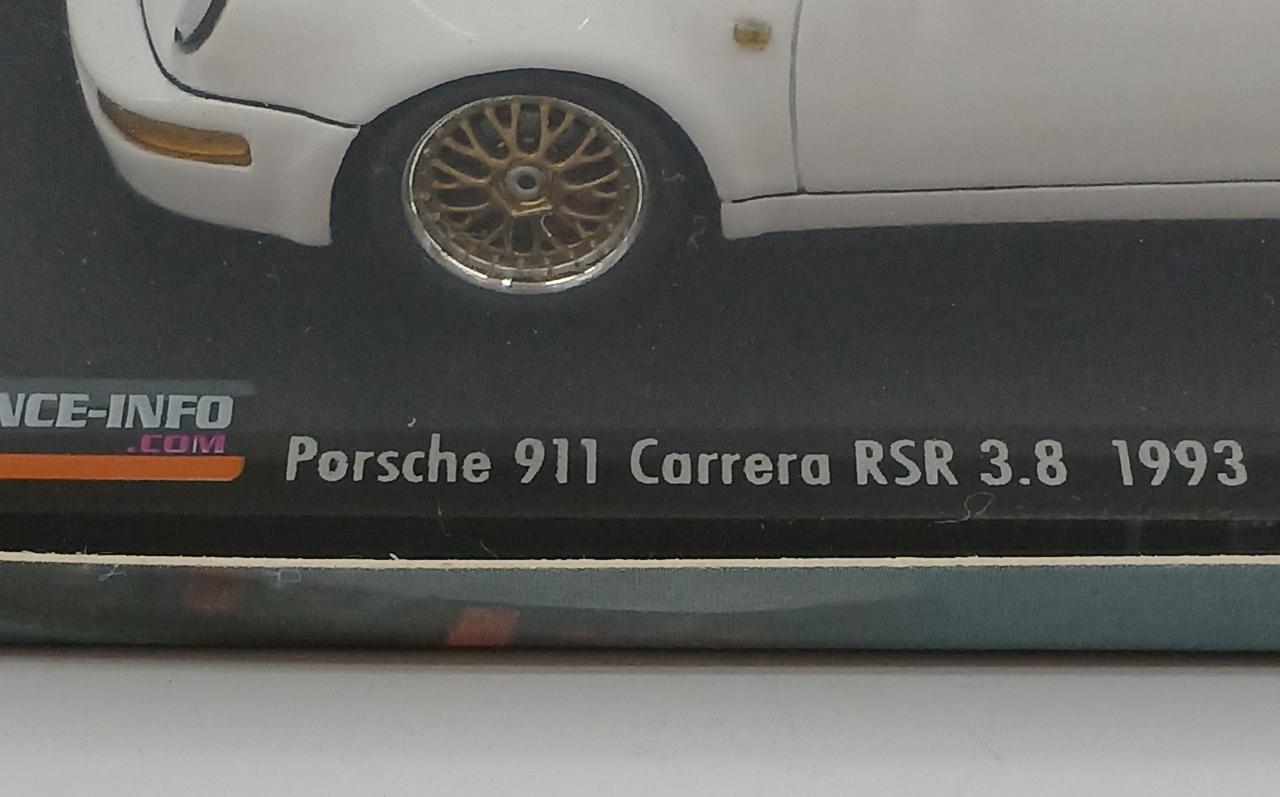 NCE-INFO
.COM
Porsche 911 Carrera RSR 3.8 1993